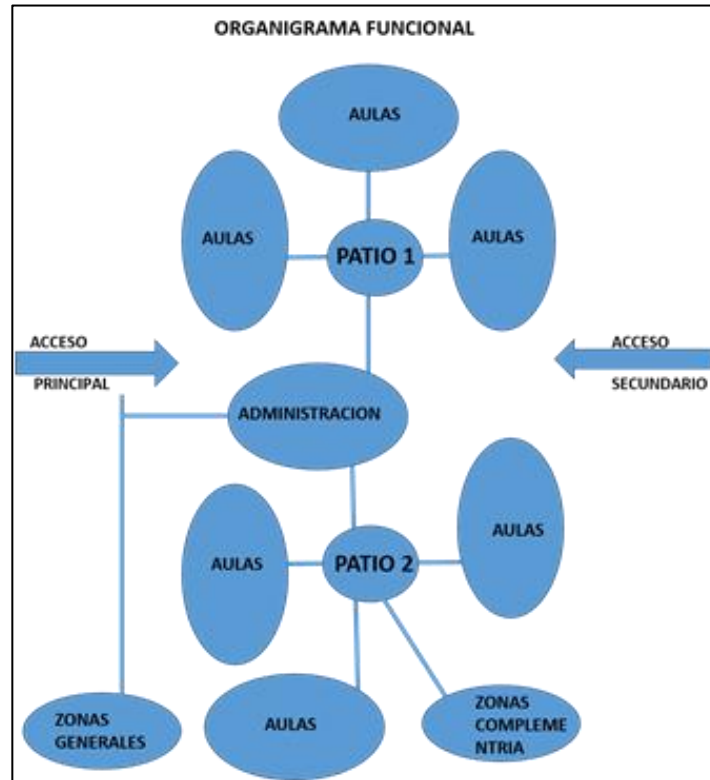 ORGANIGRAMA FUNCIONAL
AULAS
AULAS
AULAS
PATIO 1
ACCESO
PRINCIPAL
ACCESO
SECUNDARIO
ADMINISTRACION
AULAS
AULAS
PATIO 2
ZONAS
GENERALES
AULAS
ZONAS
COMPLEME
NTRIA